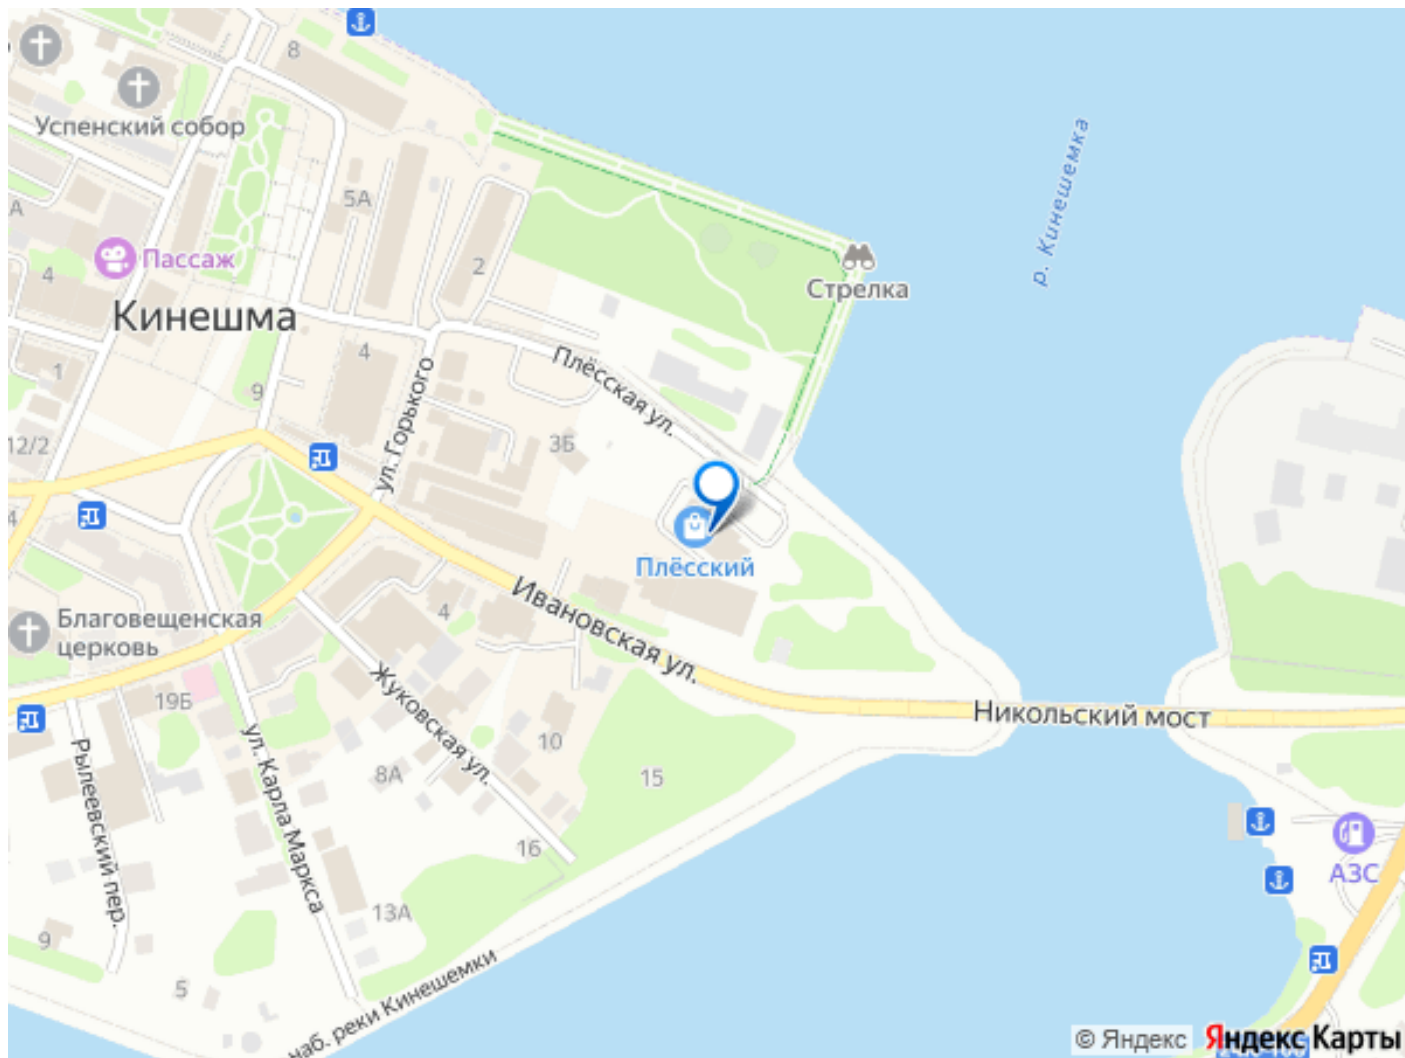 8
Успенский собор
5А
А
Пассаж
4
2
Стрелка
р. Кинешемка
Кинешма
4
1
9
ул. Горького
Плёсская ул.
12/2
3Б
4
Плёсский
Ивановская ул.
4
Благовещенская
церковь
Жуковская ул.
19Б
Никольский мост
10
8А
15
ул. Карла Маркса
Рылеевский пер.
16
АЗС
13А
9
5
наб. реки Кинешемки
© Яндекс
Яндекс Карты